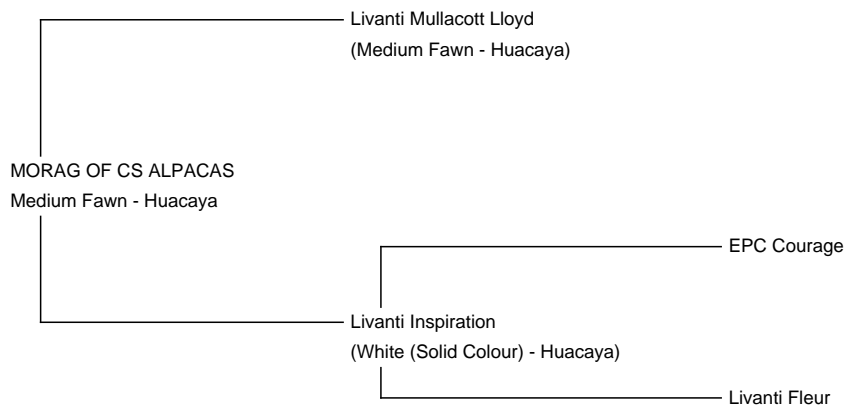 Livanti Mullacott Lloyd
(Medium Fawn - Huacaya)
MORAG OF CS ALPACAS
Medium Fawn - Huacaya
EPC Courage
Livanti Inspiration
(White (Solid Colour) - Huacaya)
Livanti Fleur